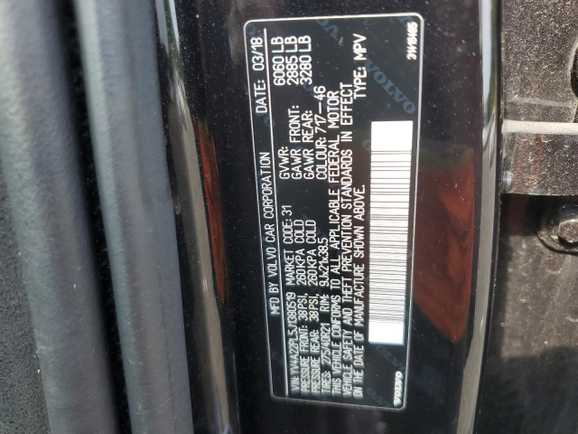 MFD BY VOLVO CAR CORPORATION DATE: 03/18
GVWR: 6060 LB
GAWR FRONT: 2885 LB
GAWR REAR: 3280 LB
MARKET CODE: 31 COLOUR: 717—46
PRESSURE FRONT: 38PSI, 260KPA COLD
PRESSURE REAR: 38PSI, 260KPA COLD
TIRES: 275/40R21 RIM: 9Jx21x38.5 TYPE: MPV
THIS VEHICLE CONFORMS TO ALL APPLICABLE FEDERAL MOTOR
VEHICLE SAFETY AND THEFT PREVENTION STANDARDS IN EFFECT
ON THE DATE OF MANUFACTURE SHOWN ABOVE.
VOLVO